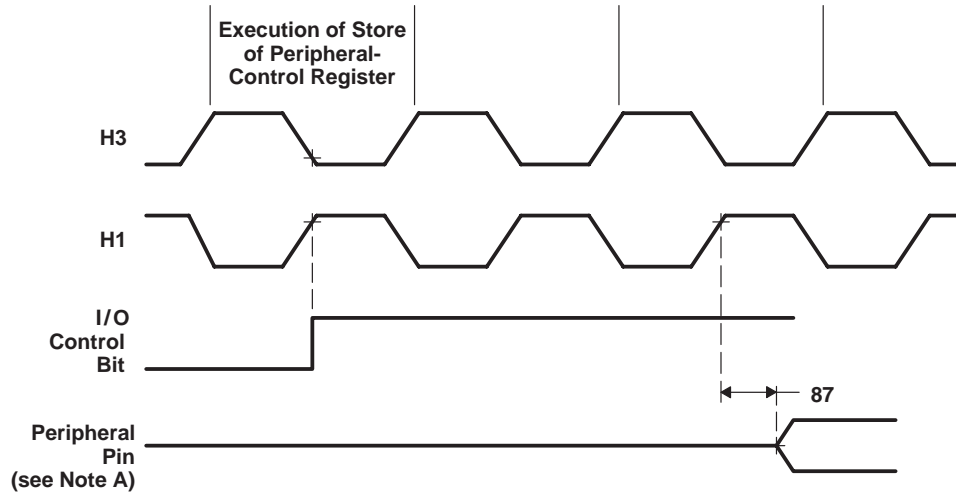 Execution of Store
of Peripheral-
Control Register
H3
H1
I/O
Control
Bit
87
Peripheral
Pin
(see Note A)